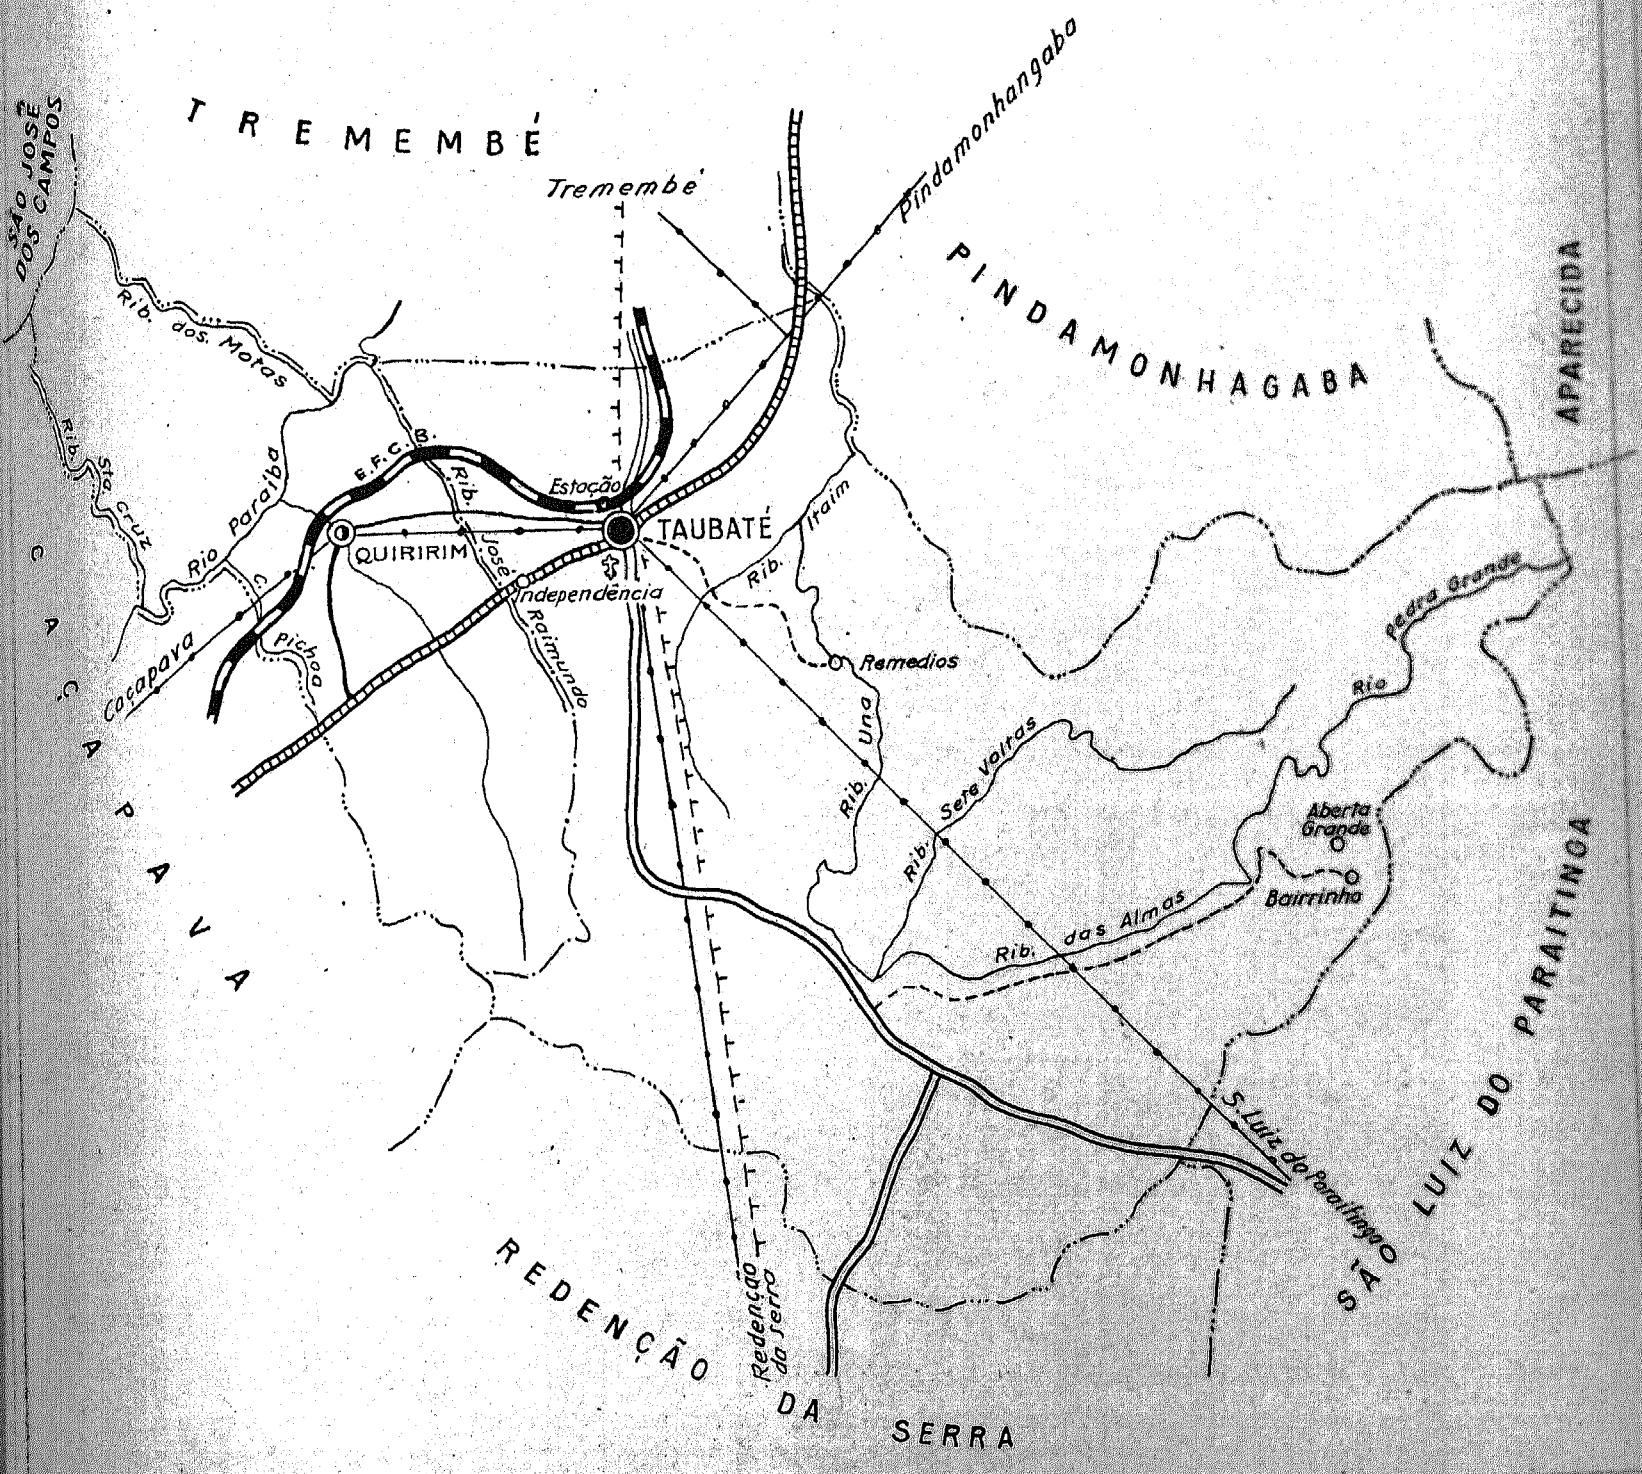 TREMEMBÉ
SÃO JOSÉ
DOS CAMPOS
Tremembé
Pindamonhangaba
PINDAMONHAGABA
APARECIDA
Rib. dos. Motas
E.F.C.B.
Rib. Sta Cruz
Rio Paraiba
Estação
TAUBATÉ
QUIRIRIM
Rib. José Raimundo
Independência
Rib. Itaim
Remedios
Rio Pedra Grande
C. Pichoa
Caçapava
CAÇAPAVA
Rib. Una
Rib. Sete Voltas
Aberta
Grande
Bairrinho
Rib. das Almas
S. Luiz do Paraitinga
SÃO LUIZ DO PARAITINOA
Redenção
da serra
REDENÇÃO DA SERRA